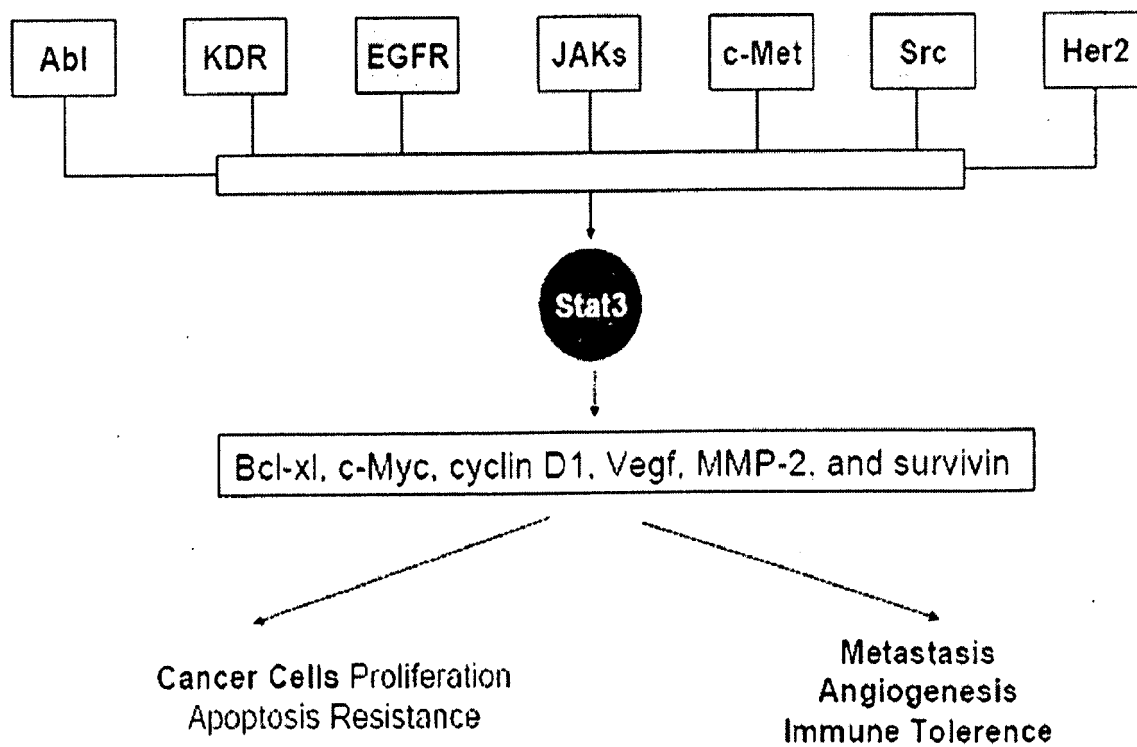 Abl
KDR
EGFR
JAKs
c-Met
Src
Her2
Stat3
Bcl-xl, c-Myc, cyclin D1, Vegf, MMP-2, and survivin
Cancer Cells Proliferation
Apoptosis Resistance
Metastasis
Angiogenesis
Immune Tolerence